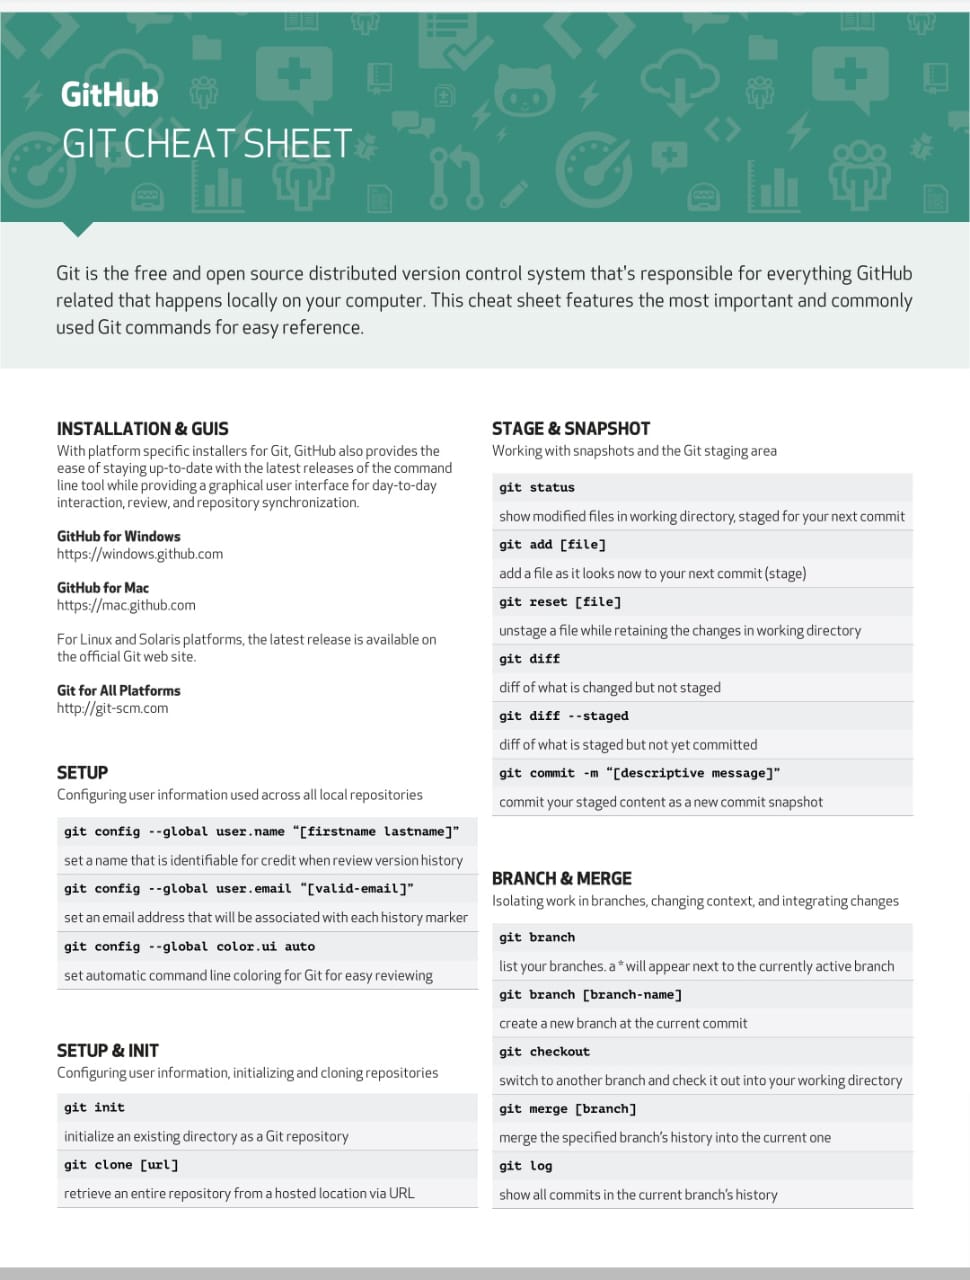 GitHub
GIT CHEAT SHEET
Git is the free and open source distributed version control system that's responsible for everything GitHub
related that happens locally on your computer. This cheat sheet features the most important and commonly
used Git commands for easy reference.
INSTALLATION & GUIS
With platform specific installers for Git, GitHub also provides the
ease of staying up-to-date with the latest releases of the command
line tool while providing a graphical user interface for day-to-day
interaction, review, and repository synchronization.
GitHub for Windows
https://windows.github.com
GitHub for Mac
https://mac.github.com
For Linux and Solaris platforms, the latest release is available on
the official Git web site.
Git for All Platforms
http://git-scm.com
SETUP
Configuring user information used across all local repositories
git config --global user.name “[firstname lastname]”
set a name that is identifiable for credit when review version history
git config --global user.email “[valid-email]”
set an email address that will be associated with each history marker
git config --global color.ui auto
set automatic command line coloring for Git for easy reviewing
SETUP & INIT
Configuring user information, initializing and cloning repositories
git init
initialize an existing directory as a Git repository
git clone [url]
retrieve an entire repository from a hosted location via URL
STAGE & SNAPSHOT
Working with snapshots and the Git staging area
git status
show modified files in working directory, staged for your next commit
git add [file]
add a file as it looks now to your next commit (stage)
git reset [file]
unstage a file while retaining the changes in working directory
git diff
diff of what is changed but not staged
git diff --staged
diff of what is staged but not yet committed
git commit -m “[descriptive message]”
commit your staged content as a new commit snapshot
BRANCH & MERGE
Isolating work in branches, changing context, and integrating changes
git branch
list your branches. a * will appear next to the currently active branch
git branch [branch-name]
create a new branch at the current commit
git checkout
switch to another branch and check it out into your working directory
git merge [branch]
merge the specified branch’s history into the current one
git log
show all commits in the current branch’s history